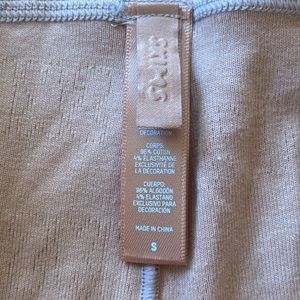 SKIMS
DECORATION
CORPS:
96% COTON
4% ÉLASTHANNE
EXCLUSIVITÉ DE
LA DÉCORATION
CUERPO:
96% ALGODÓN
4% ELASTANO
EXCLUSIVO PARA
DECORACIÓN
MADE IN CHINA
S